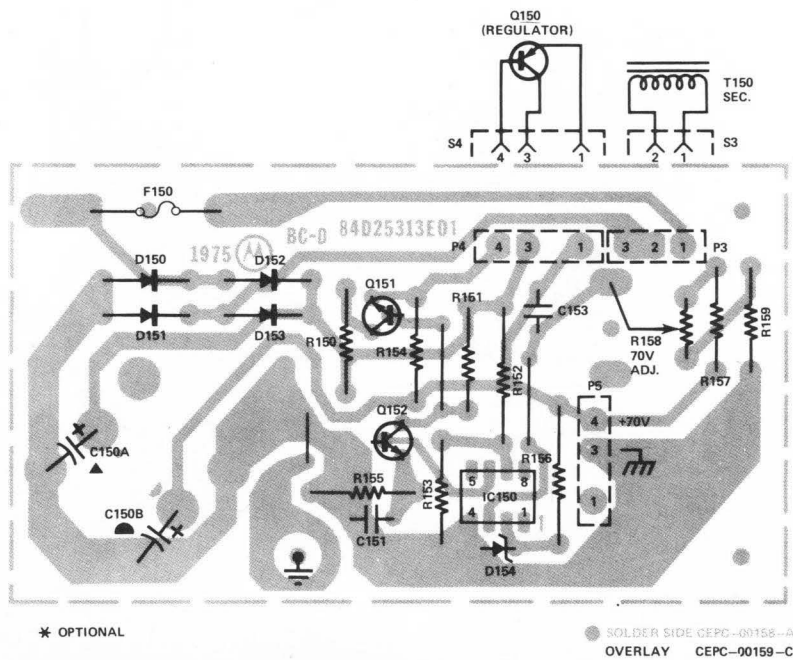 Q150
(REGULATOR)
T150
SEC.
S4
4
3
1
2
1
S3
F150
1975
BC-D
84D25313E01
P4
4
3
1
3
2
1
P3
D150
D152
Q151
R161
C153
D151
D153
R150
R154
R152
R158
70V
ADJ.
R157
R159
P5
Q152
4
+70V
C150A
3
R156
R155
R153
5
8
IC150
4
1
1
C150B
C151
D154
* OPTIONAL
SOLDER SIDE CEPC-00158-A
OVERLAY CEPC-00159-C